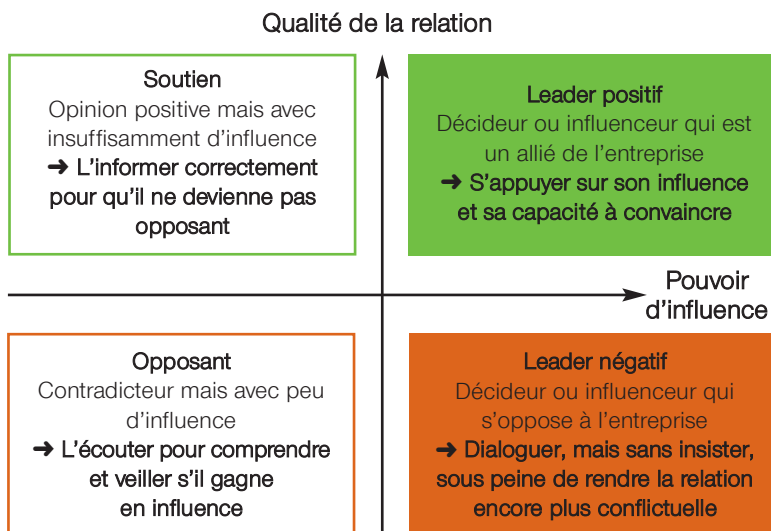 Qualité de la relation
Soutien
Opinion positive mais avec
insuffisamment d'influence
➜ L'informer correctement
pour qu'il ne devienne pas
opposant
Leader positif
Décideur ou influenceur qui est
un allié de l'entreprise
➜ S'appuyer sur son influence
et sa capacité à convaincre
Pouvoir
d'influence
Opposant
Contradicteur mais avec peu
d'influence
➜ L'écouter pour comprendre
et veiller s'il gagne
en influence
Leader négatif
Décideur ou influenceur qui
s'oppose à l'entreprise
➜ Dialoguer, mais sans insister,
sous peine de rendre la relation
encore plus conflictuelle